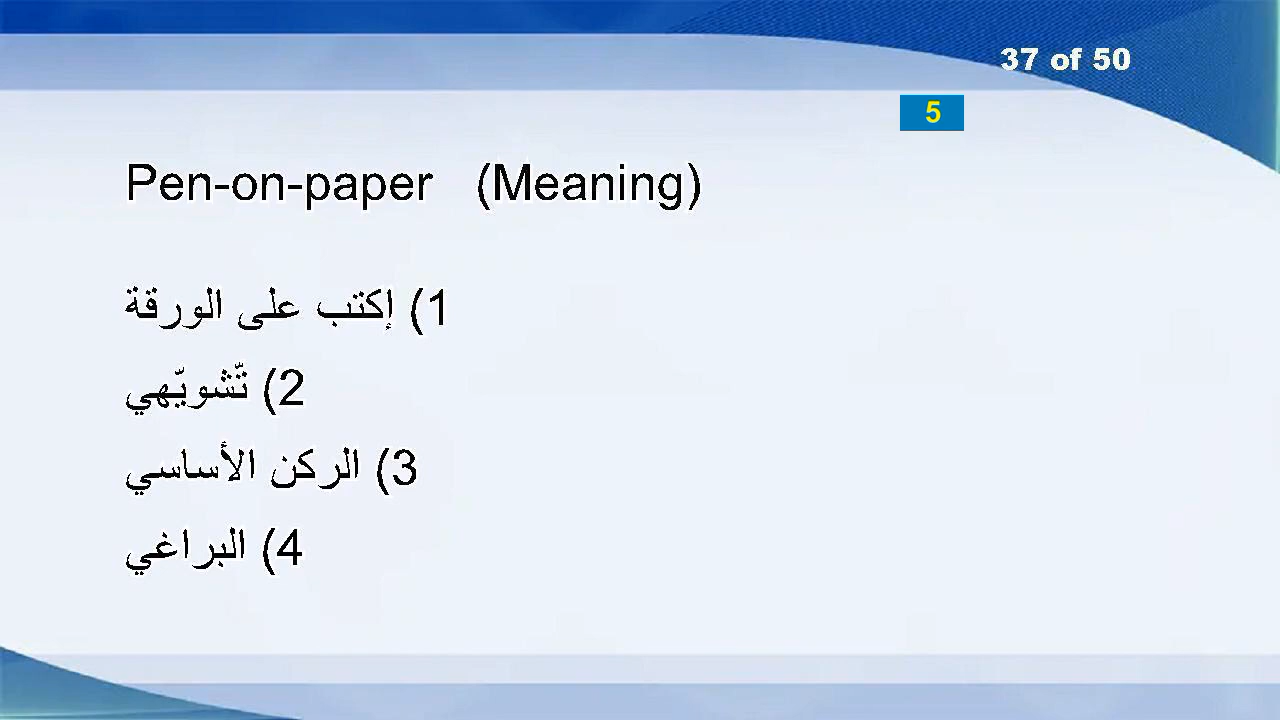 37 of 50
5
Pen-on-paper (Meaning)
1) إكتب على الورقة
2) تّشويّهي
3) الركن الأساسي
4) البراغي